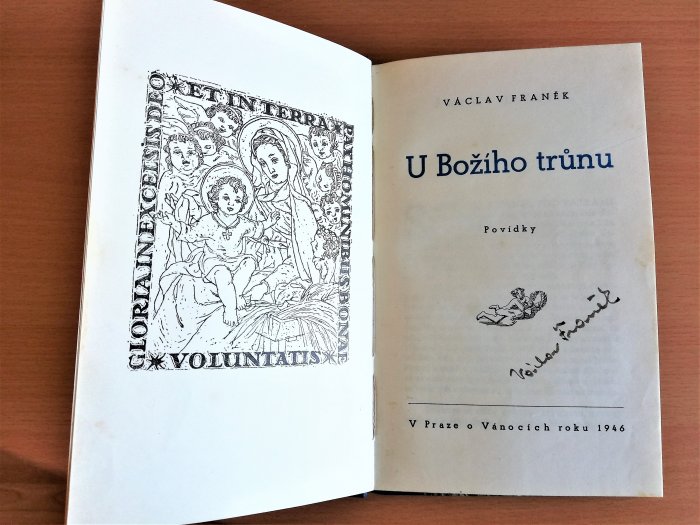 GLORIA IN EXCELSIS DEO
ET IN TERRA
PAX HOMINIBUS BONAE
VOLUNTATIS
VÁCLAV FRANĚK
U Božího trůnu
Povídky
Václav Franěk
V Praze o Vánocích roku 1946